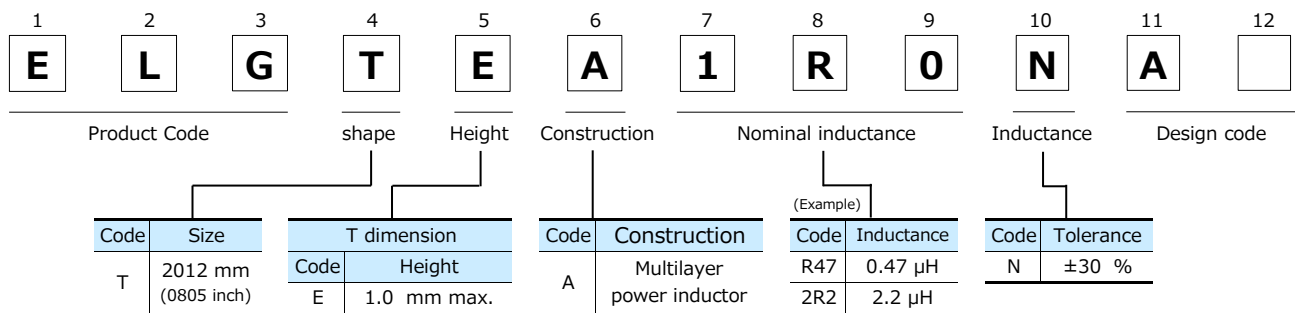 1 2 3 4 5 6 7 8 9 10 11 12
E L G T E A 1 R 0 N A
Product Code shape Height Construction Nominal inductance Inductance Design code
(Example)
Code Size
T 2012 mm
(0805 inch)
T dimension
Code Height
E 1.0 mm max.
Code Construction
A Multilayer
power inductor
Code Inductance
R47 0.47 µH
2R2 2.2 µH
Code Tolerance
N ±30 %